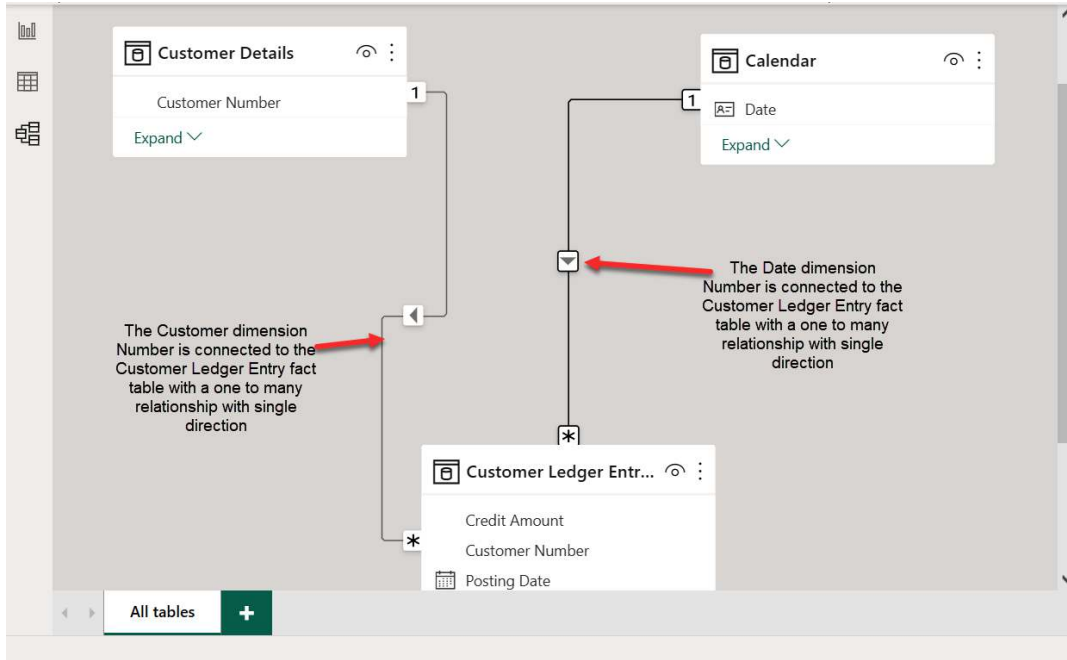 Customer Details
1
Customer Number
Expand
Calendar
1
Date
Expand
The Customer dimension
Number is connected to the
Customer Ledger Entry fact
table with a one to many
relationship with single
direction
The Date dimension
Number is connected to the
Customer Ledger Entry fact
table with a one to many
relationship with single
direction
*
*
Customer Ledger Entr...
Credit Amount
Customer Number
Posting Date
All tables
+